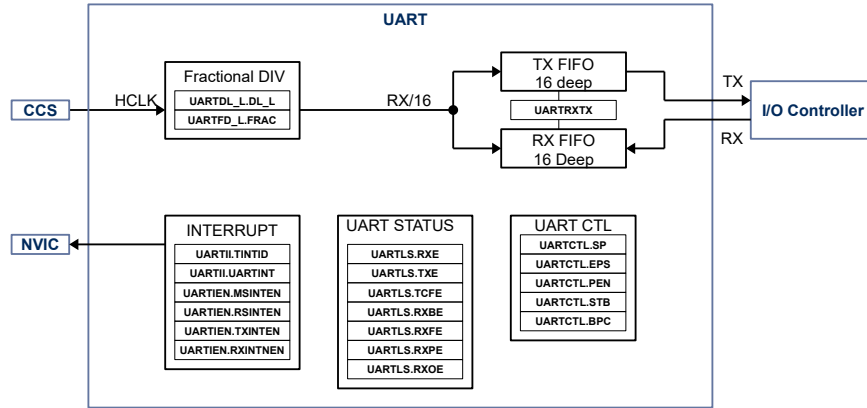 UART
Fractional DIV
UARTDL_L.DL_L
UARTFD_L.FRAC
CCS
HCLK
RX/16
TX FIFO
16 deep
UARTRXTX
RX FIFO
16 Deep
TX
I/O Controller
RX
NVIC
INTERRUPT
UARTII.TINTID
UARTII.UARTINT
UARTIEN.MSINTEN
UARTIEN.RSINTEN
UARTIEN.TXINTEN
UARTIEN.RXINTNEN
UART STATUS
UARTLS.RXE
UARTLS.TXE
UARTLS.TCFE
UARTLS.RXBE
UARTLS.RXFE
UARTLS.RXPE
UARTLS.RXOE
UART CTL
UARTCTL.SP
UARTCTL.EPS
UARTCTL.PEN
UARTCTL.STB
UARTCTL.BPC